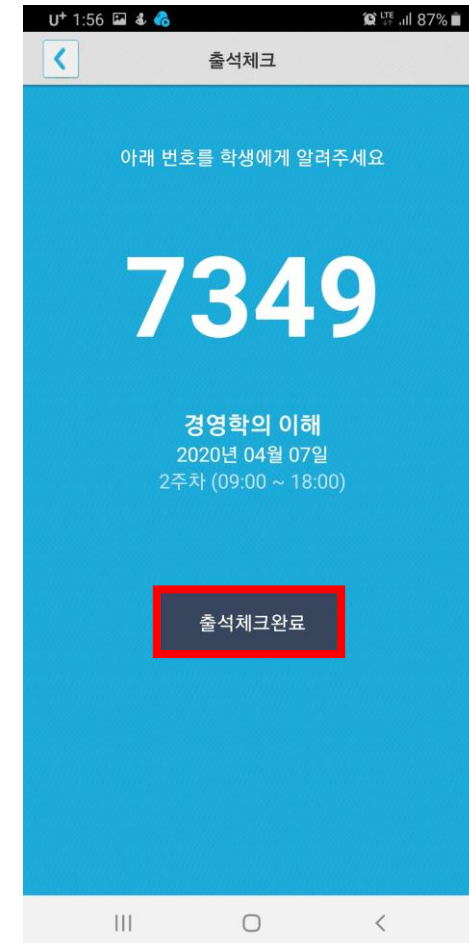 U+ 1:56 LTE 87%
출석체크
아래 번호를 학생에게 알려주세요
7349
경영학의 이해
2020년 04월 07일
2주차 (09:00 ~ 18:00)
출석체크완료